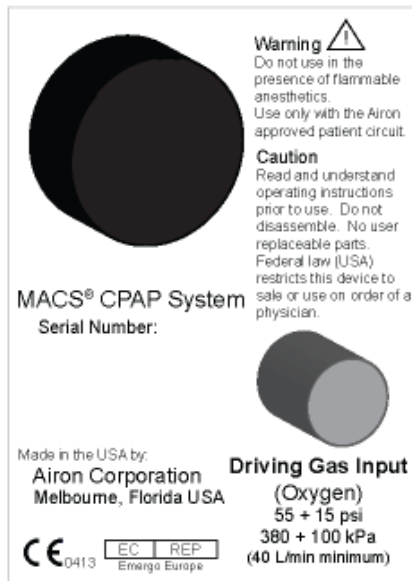 Warning
Do not use in the
presence of flammable
anesthetics.
Use only with the Airon
approved patient circuit.
Caution
Read and understand
operating instructions
prior to use. Do not
disassemble. No user
replaceable parts.
Federal law (USA)
restricts this device to
sale or use on order of a
physician.
MACS® CPAP System
Serial Number:
Made in the USA by:
Airon Corporation
Melbourne, Florida USA
CE 0413
EC REP
Emergo Europe
Driving Gas Input
(Oxygen)
55 + 15 psi
380 + 100 kPa
(40 L/min minimum)